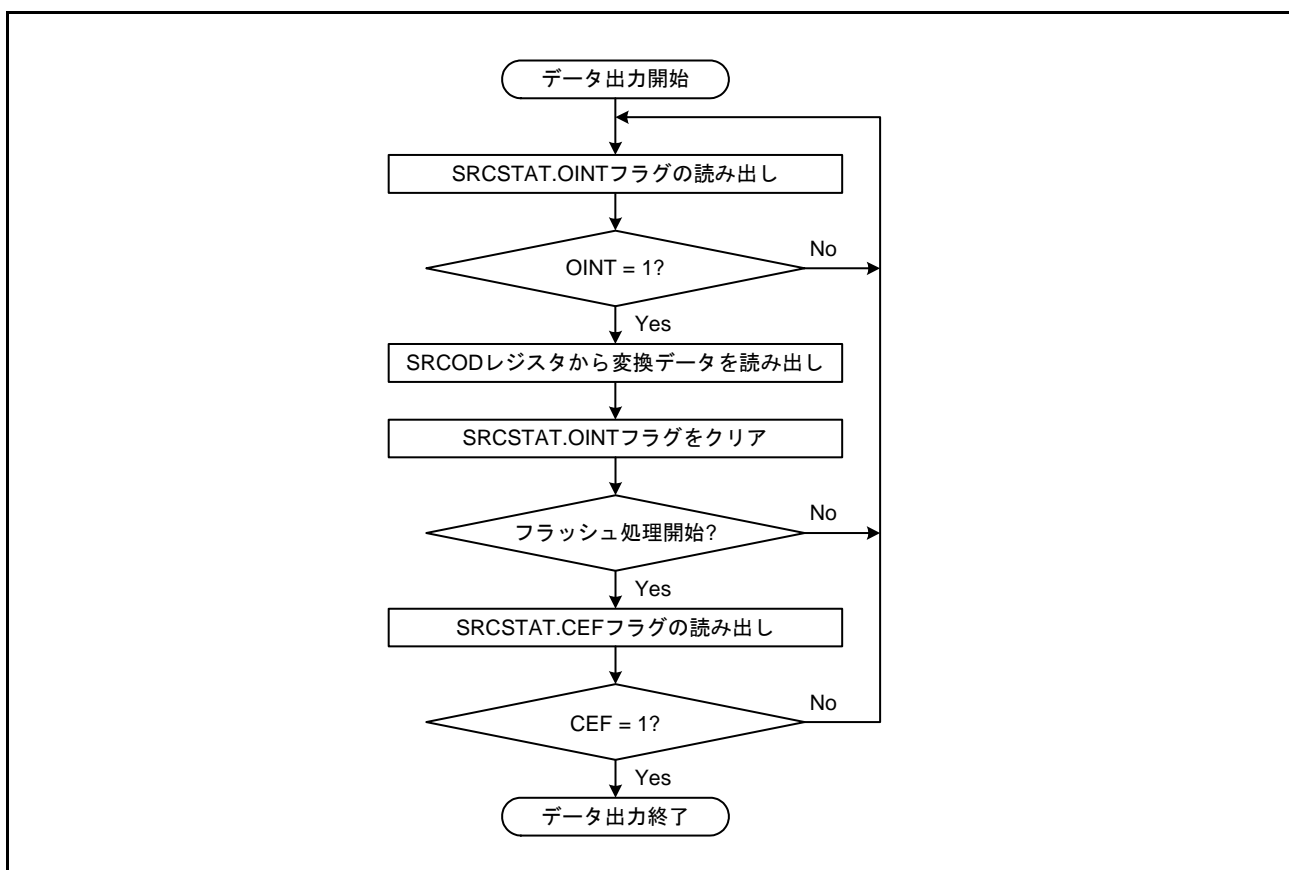 データ出力開始
SRCSTAT.OINTフラグの読み出し
OINT = 1?
No
Yes
SRCODレジスタから変換データを読み出し
SRCSTAT.OINTフラグをクリア
フラッシュ処理開始?
No
Yes
SRCSTAT.CEFフラグの読み出し
CEF = 1?
No
Yes
データ出力終了